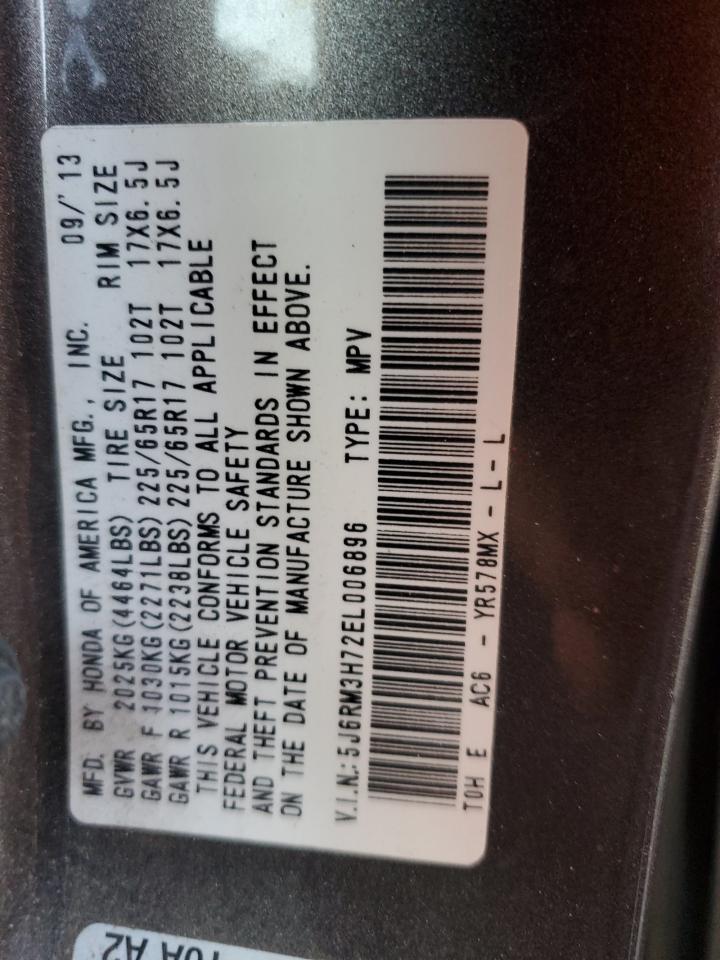 MFD. BY HONDA OF AMERICA MFG., INC. 09/'13
GVWR 2025KG(4464LBS) TIRE SIZE RIM SIZE
GAWR F 1030KG(2271LBS) 225/65R17 102T 17X6.5J
GAWR R 1015KG(2238LBS) 225/65R17 102T 17X6.5J
THIS VEHICLE CONFORMS TO ALL APPLICABLE
FEDERAL MOTOR VEHICLE SAFETY
AND THEFT PREVENTION STANDARDS IN EFFECT
ON THE DATE OF MANUFACTURE SHOWN ABOVE.
V.I.N.: 5J6RM3H72EL006896 TYPE: MPV
T0H E AC6 - YR578MX - L - L
A2